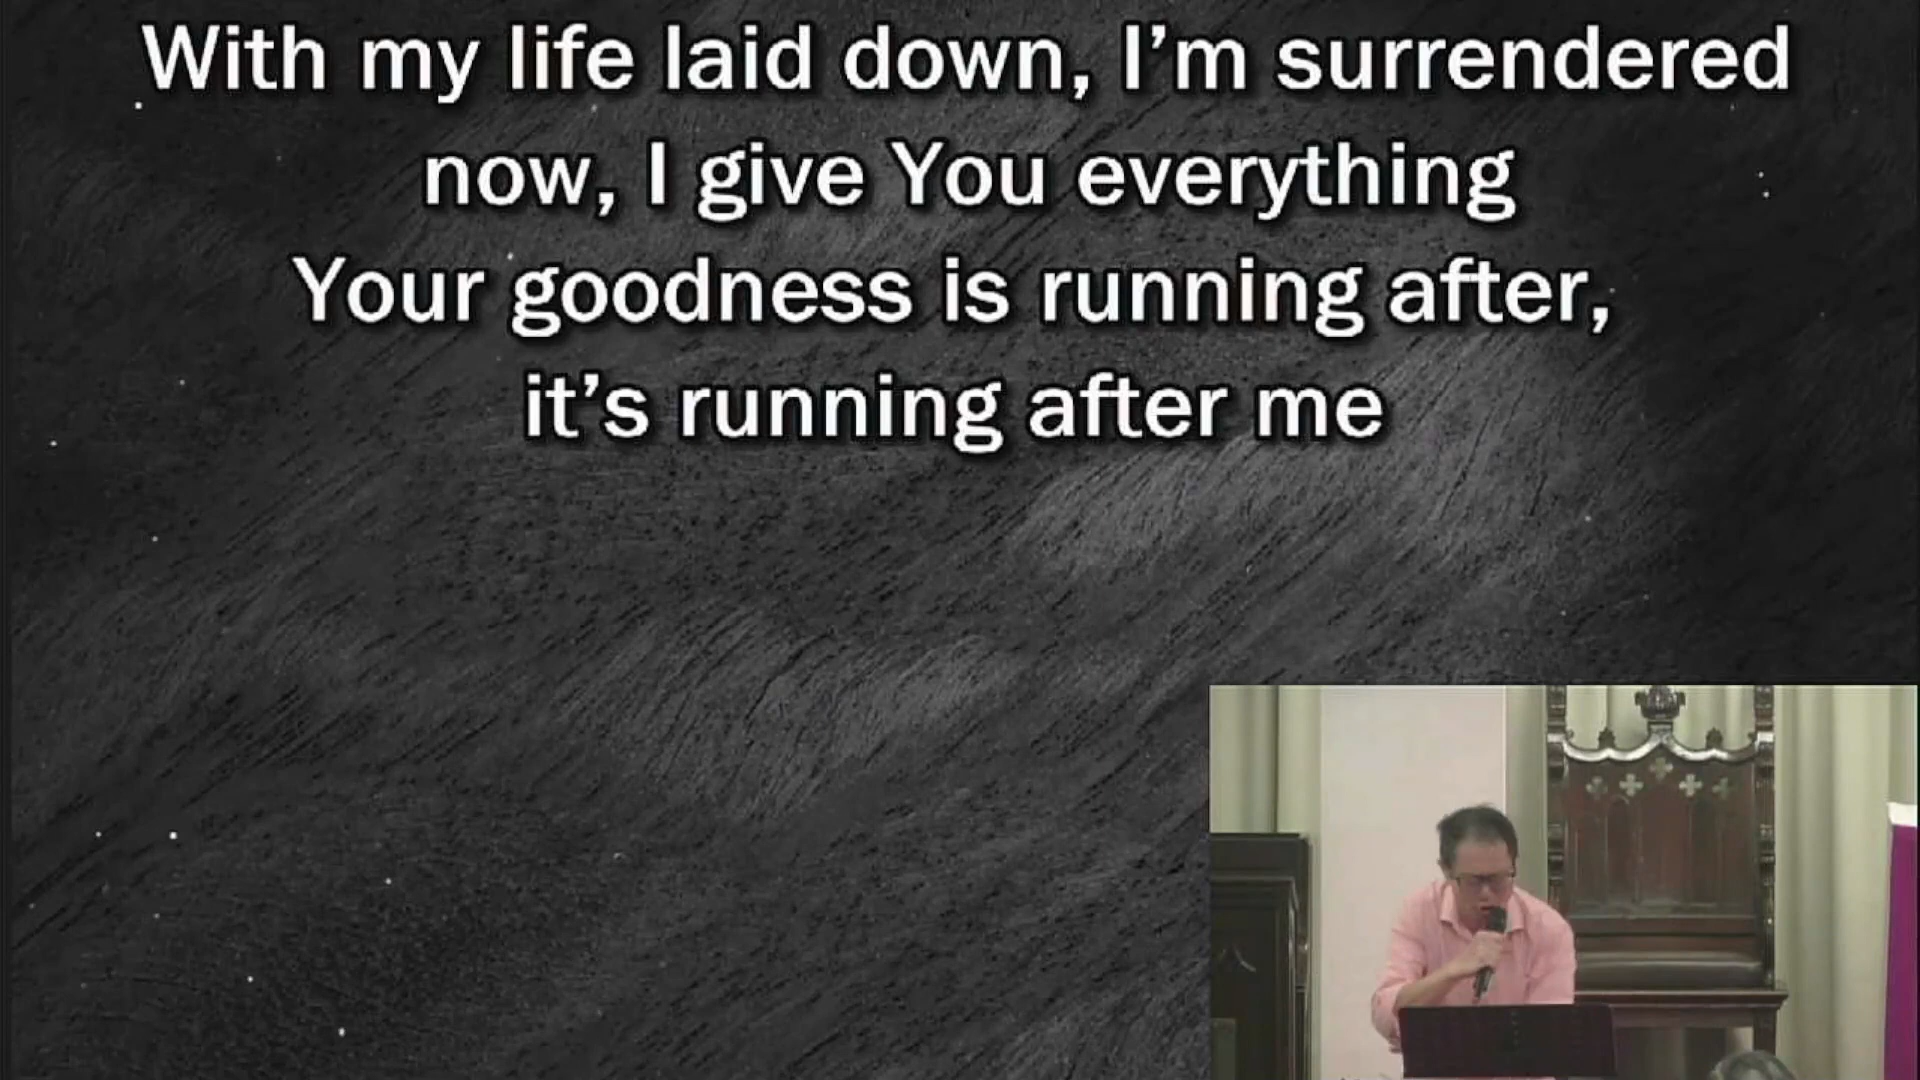 With my life laid down, I’m surrendered
now, I give You everything
Your goodness is running after,
it’s running after me